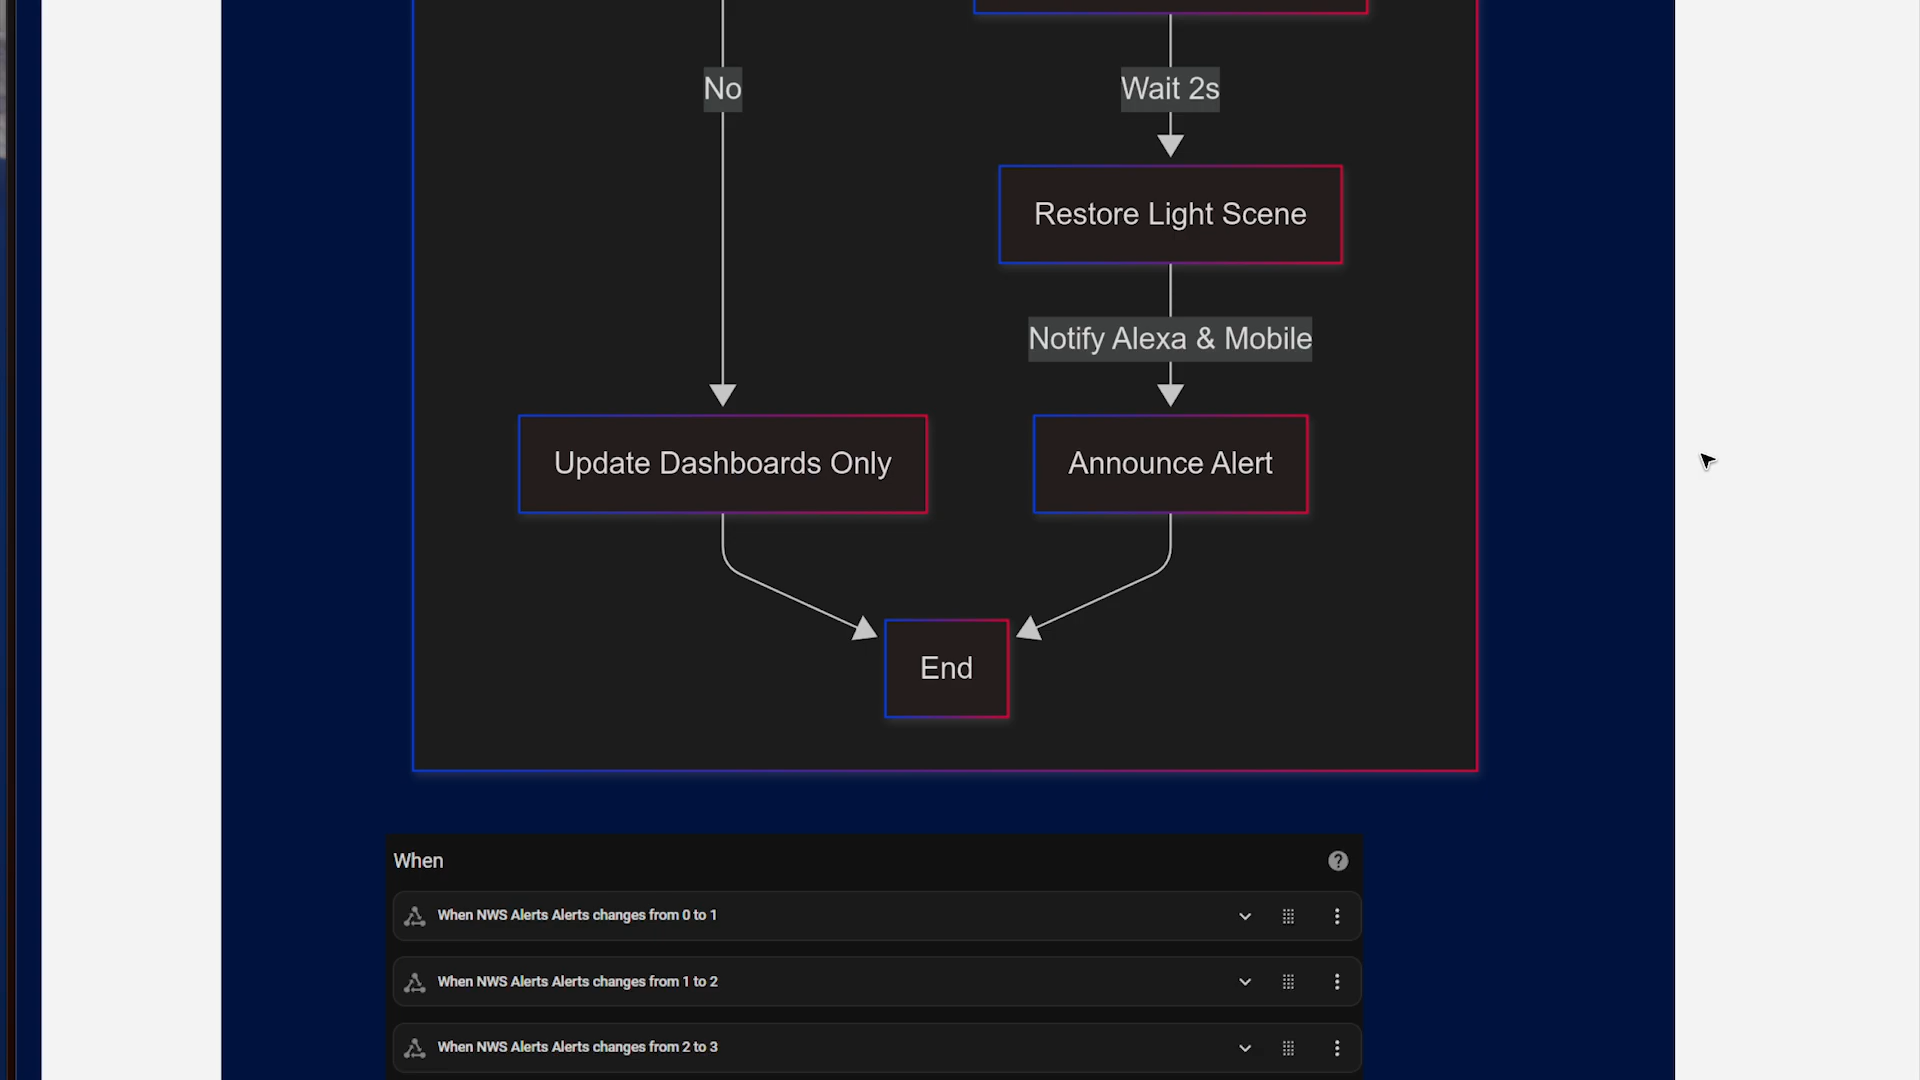 No
Wait 2s
Restore Light Scene
Notify Alexa & Mobile
Update Dashboards Only
Announce Alert
End
When
?
When NWS Alerts Alerts changes from 0 to 1
When NWS Alerts Alerts changes from 1 to 2
When NWS Alerts Alerts changes from 2 to 3